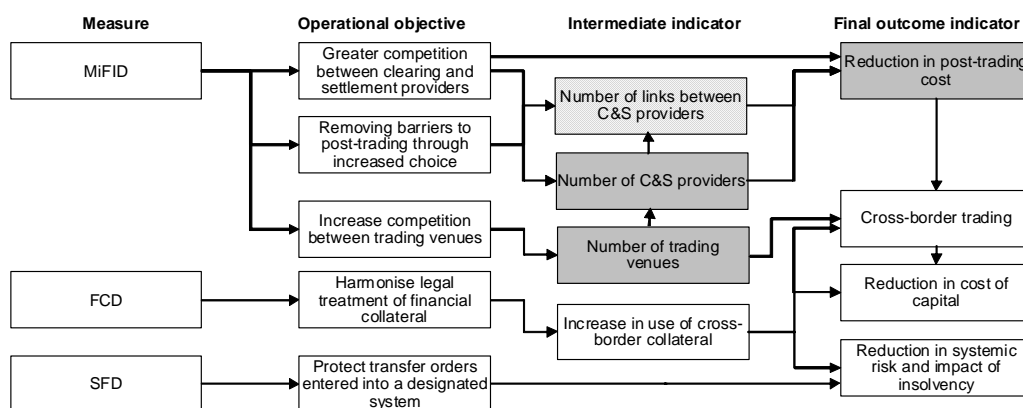 Measure
Operational objective
Intermediate indicator
Final outcome indicator
MiFID
Greater competition
between clearing and
settlement providers
Removing barriers to
post-trading through
increased choice
Increase competition
between trading venues
Number of links between
C&S providers
Number of C&S providers
Number of trading
venues
Reduction in post-trading
cost
Cross-border trading
Reduction in cost of
capital
FCD
Harmonise legal
treatment of financial
collateral
Increase in use of cross-
border collateral
SFD
Protect transfer orders
entered into a designated
system
Reduction in systemic
risk and impact of
insolvency